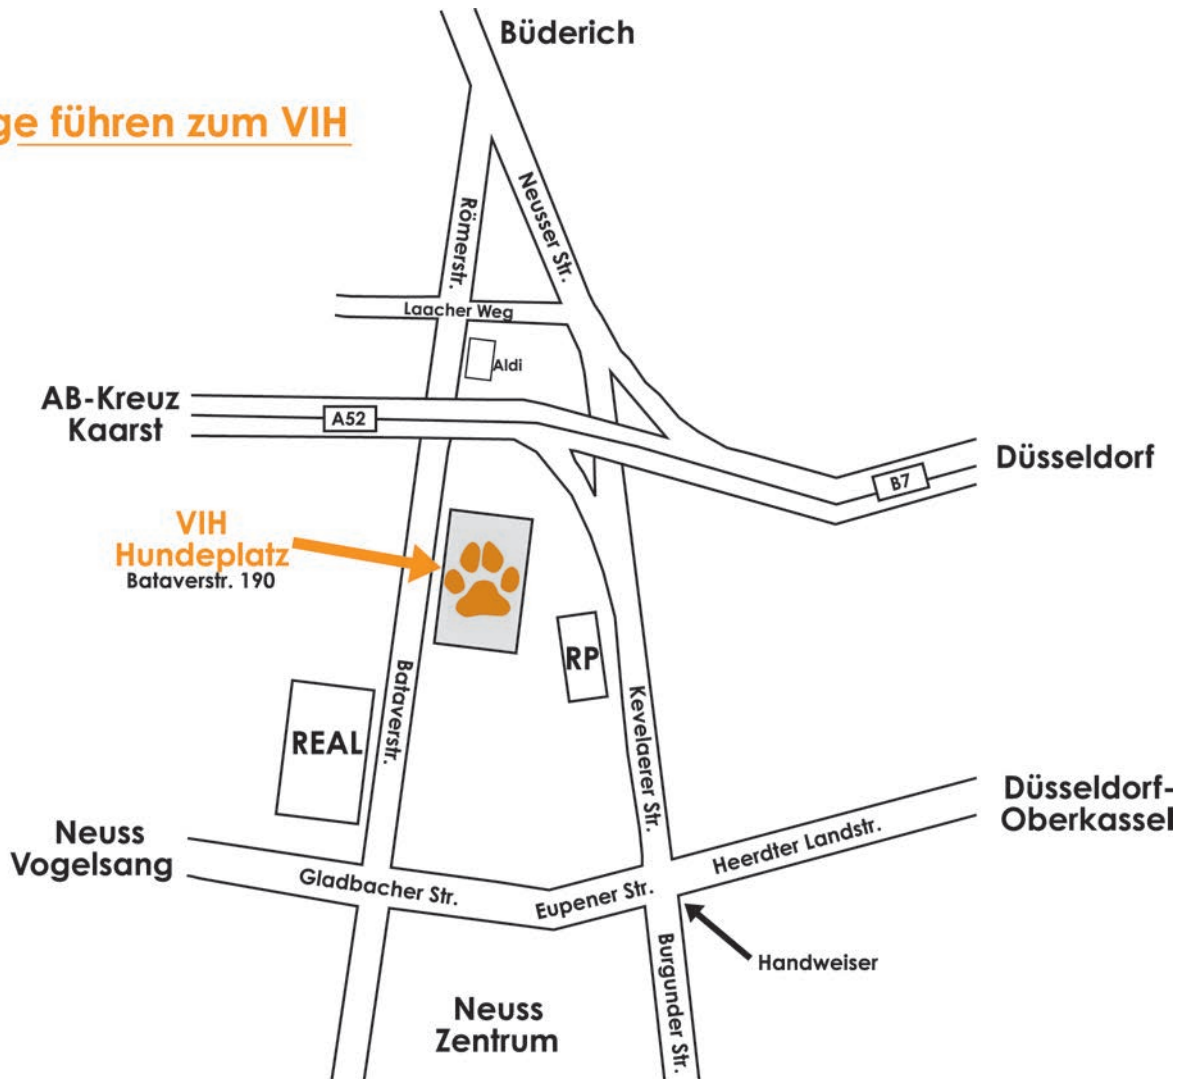 Büderich
ge führen zum VIH
Neusser Str.
Römerstr.
Laacher Weg
Aldi
AB-Kreuz
Kaarst
A52
Düsseldorf
B7
VIH
Hundeplatz
Bataverstr. 190
RP
Bataverstr.
Kevelaerer Str.
REAL
Düsseldorf-
Oberkassel
Neuss
Vogelsang
Heerdter Landstr.
Gladbacher Str.
Eupener Str.
Handweiser
Burgunder Str.
Neuss
Zentrum